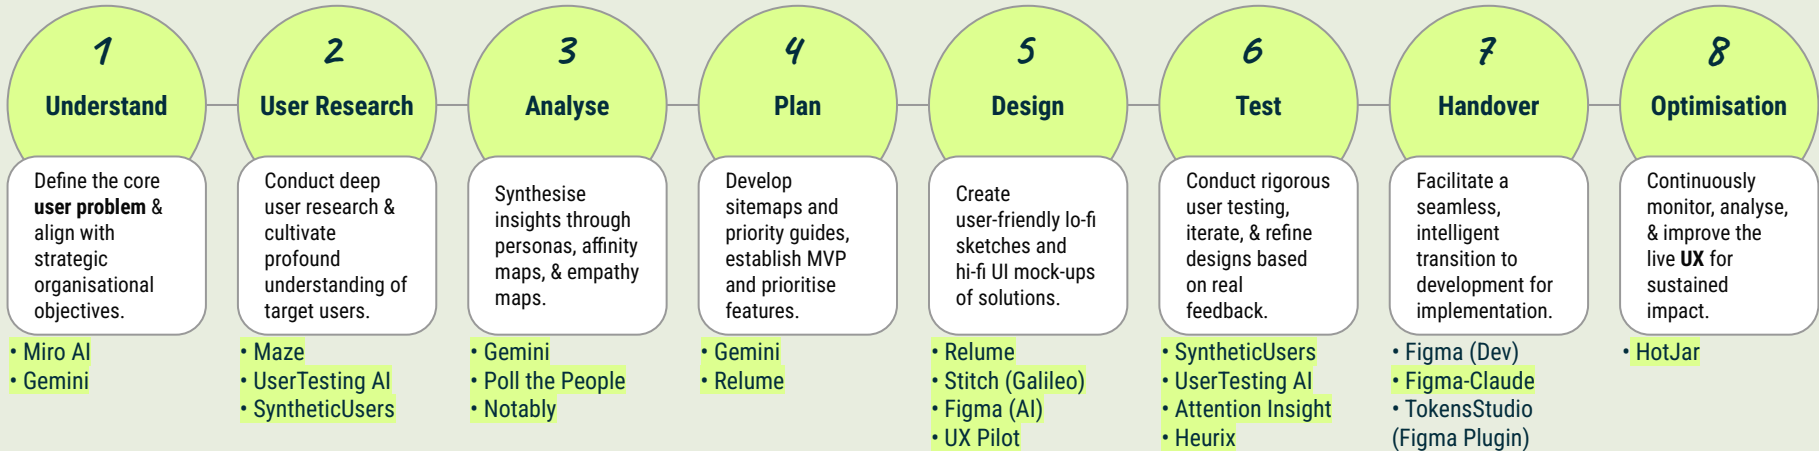 1
Understand
Define the core
user problem &
align with
strategic
organisational
objectives.
• Miro AI
• Gemini
2
User Research
Conduct deep
user research &
cultivate
profound
understanding of
target users.
• Maze
• UserTesting AI
• SyntheticUsers
3
Analyse
Synthesise
insights through
personas, affinity
maps, & empathy
maps.
• Gemini
• Poll the People
• Notably
4
Plan
Develop
sitemaps and
priority guides,
establish MVP
and prioritise
features.
• Gemini
• Relume
5
Design
Create
user-friendly lo-fi
sketches and
hi-fi UI mock-ups
of solutions.
• Relume
• Stitch (Galileo)
• Figma (AI)
• UX Pilot
6
Test
Conduct rigorous
user testing,
iterate, & refine
designs based
on real
feedback.
• SyntheticUsers
• UserTesting AI
• Attention Insight
• Heurix
7
Handover
Facilitate a
seamless,
intelligent
transition to
development for
implementation.
• Figma (Dev)
• Figma-Claude
• TokensStudio
(Figma Plugin)
8
Optimisation
Continuously
monitor, analyse,
& improve the
live UX for
sustained
impact.
• HotJar